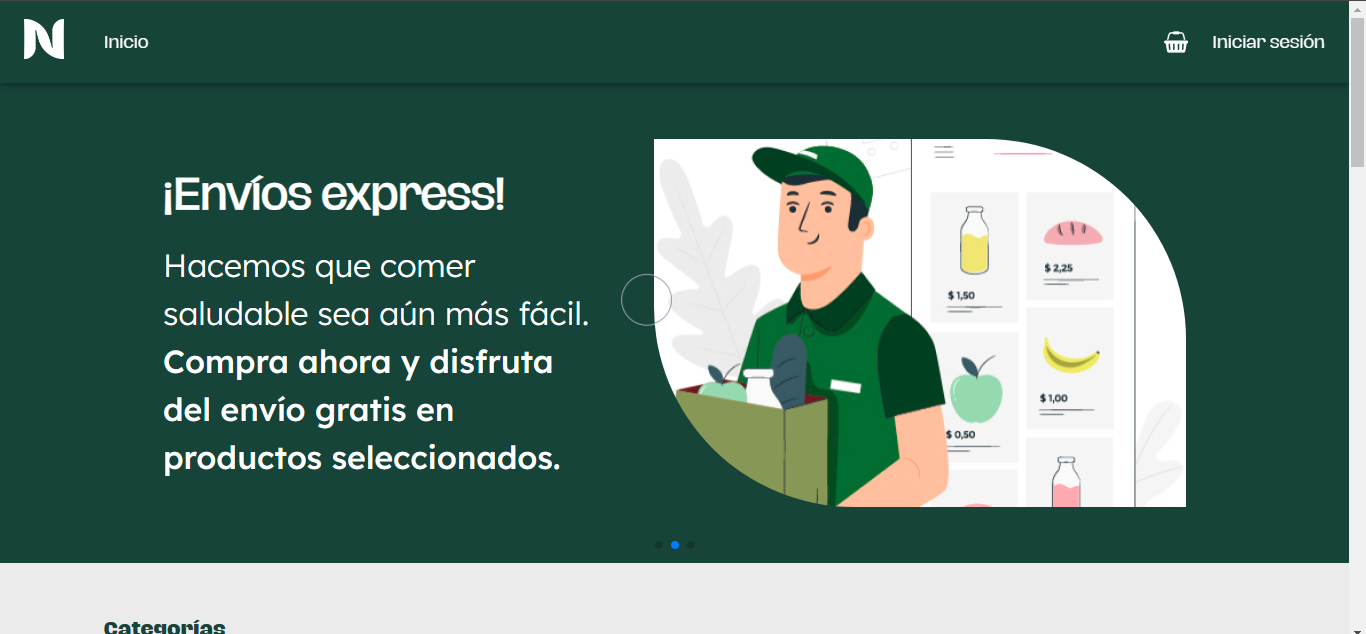 N
Inicio
Iniciar sesión
¡Envíos express!
Hacemos que comer
saludable sea aún más fácil.
Compra ahora y disfruta
del envío gratis en
productos seleccionados.
$ 1,50
$ 2,25
$ 0,50
$ 1,00
Categorías